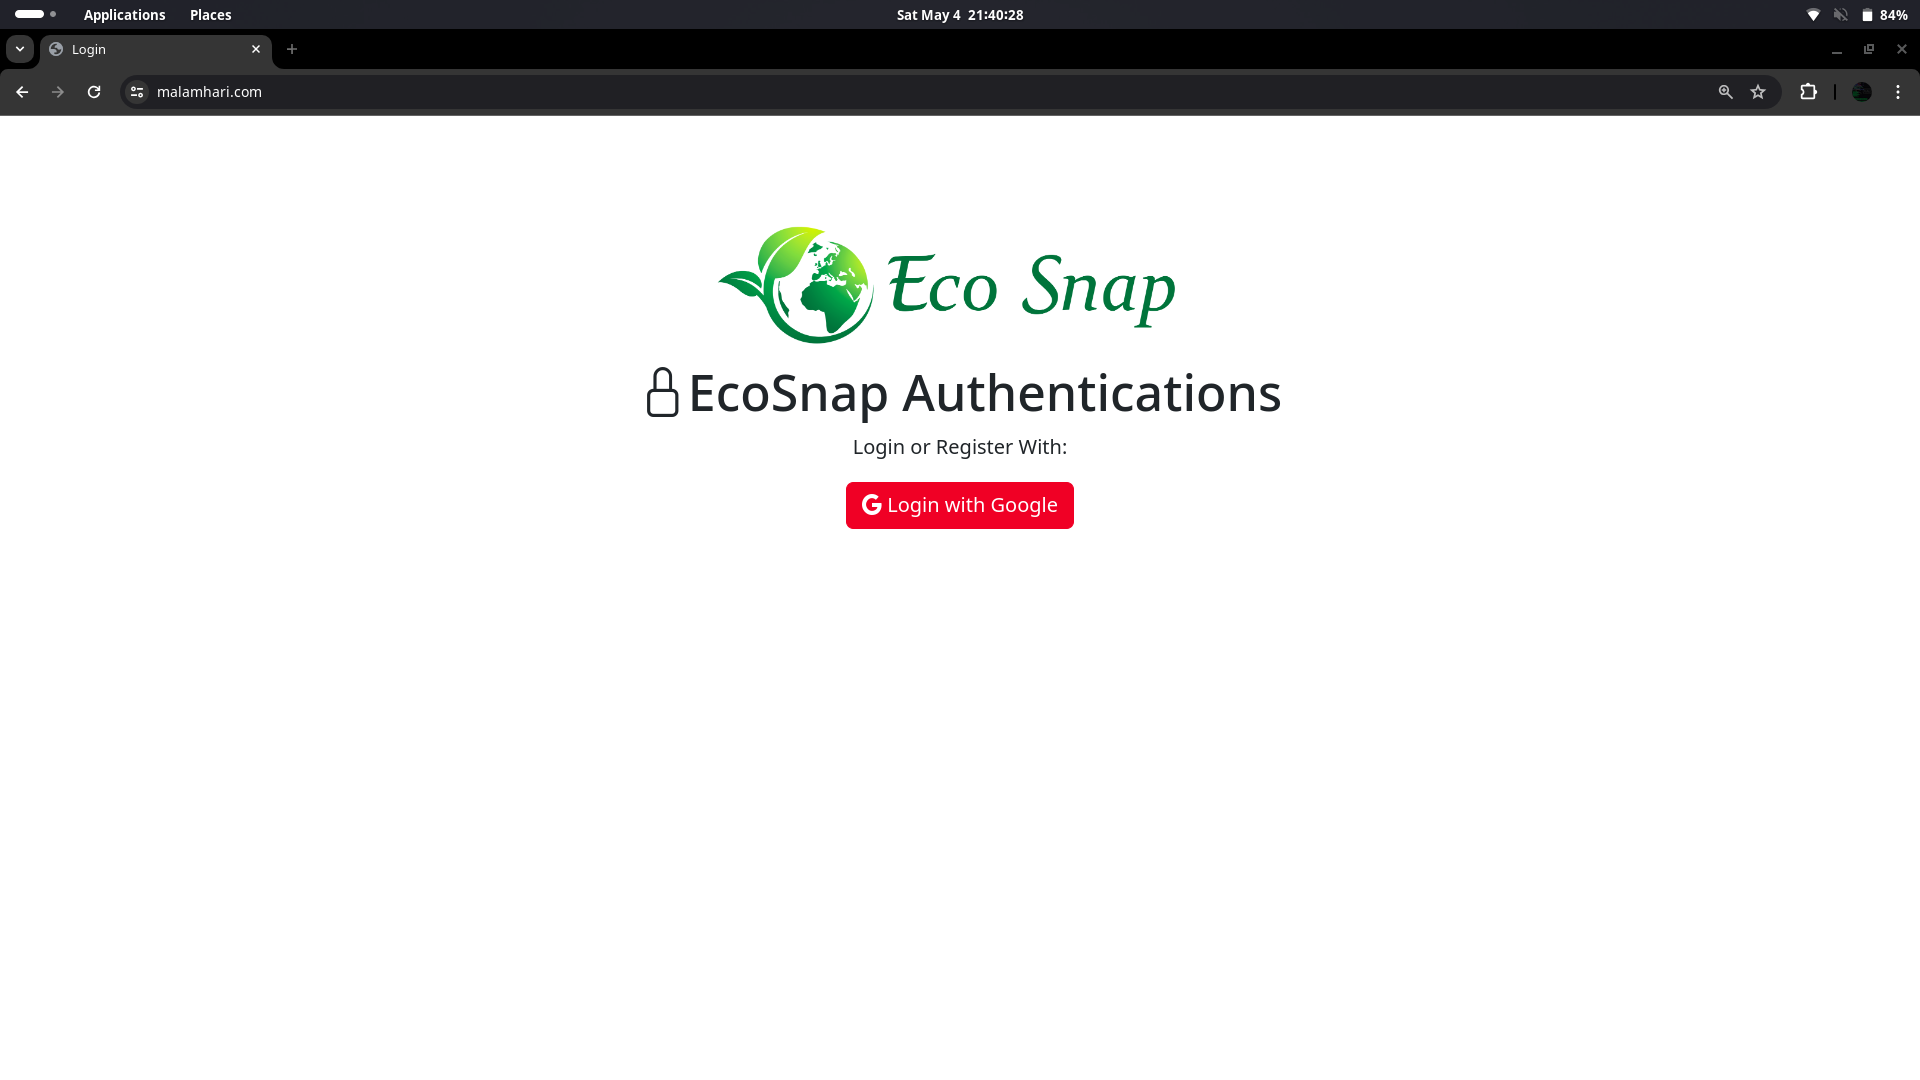 Applications Places Sat May 4 21:40:28 84%
Login
malamhari.com
Eco Snap
EcoSnap Authentications
Login or Register With:
Login with Google